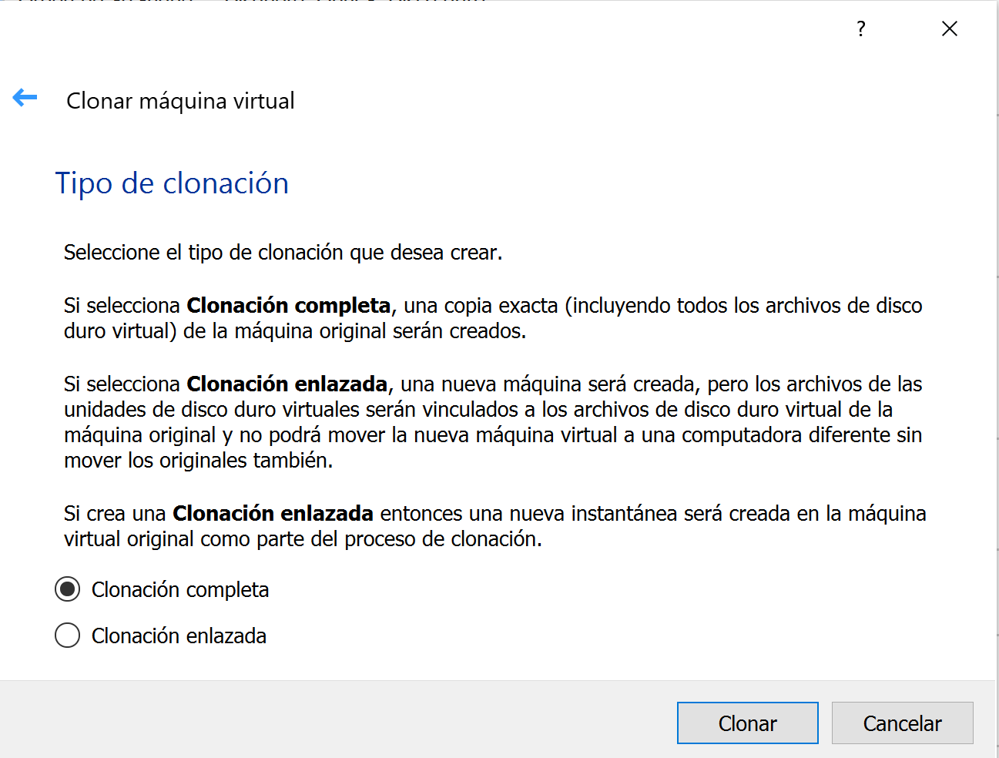 ?
Clonar máquina virtual
Tipo de clonación
Seleccione el tipo de clonación que desea crear.
Si selecciona Clonación completa, una copia exacta (incluyendo todos los archivos de disco
duro virtual) de la máquina original serán creados.
Si selecciona Clonación enlazada, una nueva máquina será creada, pero los archivos de las
unidades de disco duro virtuales serán vinculados a los archivos de disco duro virtual de la
máquina original y no podrá mover la nueva máquina virtual a una computadora diferente sin
mover los originales también.
Si crea una Clonación enlazada entonces una nueva instantánea será creada en la máquina
virtual original como parte del proceso de clonación.
Clonación completa
Clonación enlazada
Clonar Cancelar